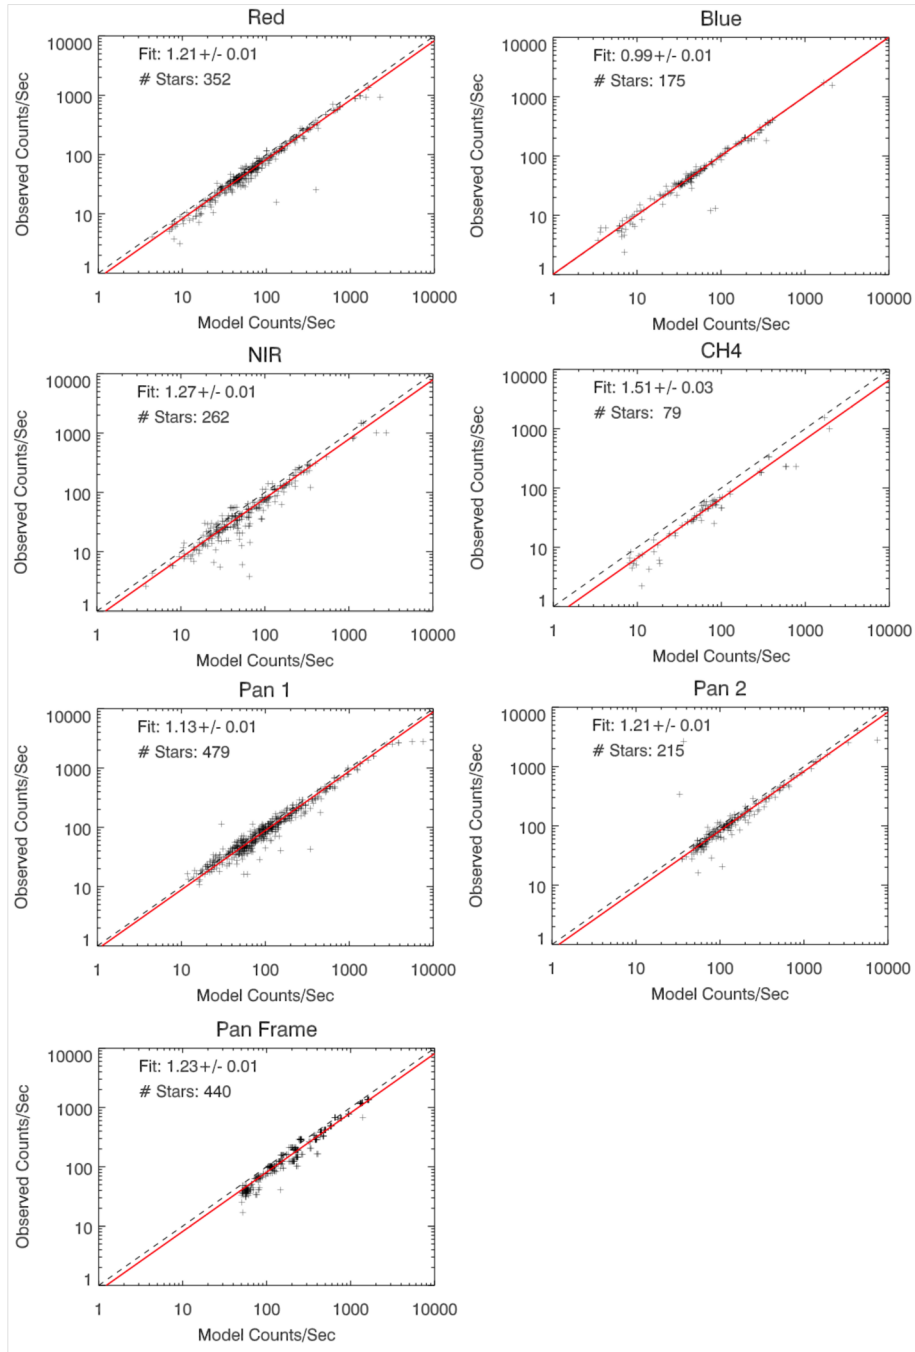 Red
Fit: 1.21+/- 0.01
# Stars: 352
10000
1000
100
10
1
Observed Counts/Sec
1 10 100 1000 10000
Model Counts/Sec
Blue
Fit: 0.99+/- 0.01
# Stars: 175
10000
1000
100
10
1
Observed Counts/Sec
1 10 100 1000 10000
Model Counts/Sec
NIR
Fit: 1.27+/- 0.01
# Stars: 262
10000
1000
100
10
1
Observed Counts/Sec
1 10 100 1000 10000
Model Counts/Sec
CH4
Fit: 1.51+/- 0.03
# Stars: 79
10000
1000
100
10
1
Observed Counts/Sec
1 10 100 1000 10000
Model Counts/Sec
Pan 1
Fit: 1.13+/- 0.01
# Stars: 479
10000
1000
100
10
1
Observed Counts/Sec
1 10 100 1000 10000
Model Counts/Sec
Pan 2
Fit: 1.21+/- 0.01
# Stars: 215
10000
1000
100
10
1
Observed Counts/Sec
1 10 100 1000 10000
Model Counts/Sec
Pan Frame
Fit: 1.23+/- 0.01
# Stars: 440
10000
1000
100
10
1
Observed Counts/Sec
1 10 100 1000 10000
Model Counts/Sec